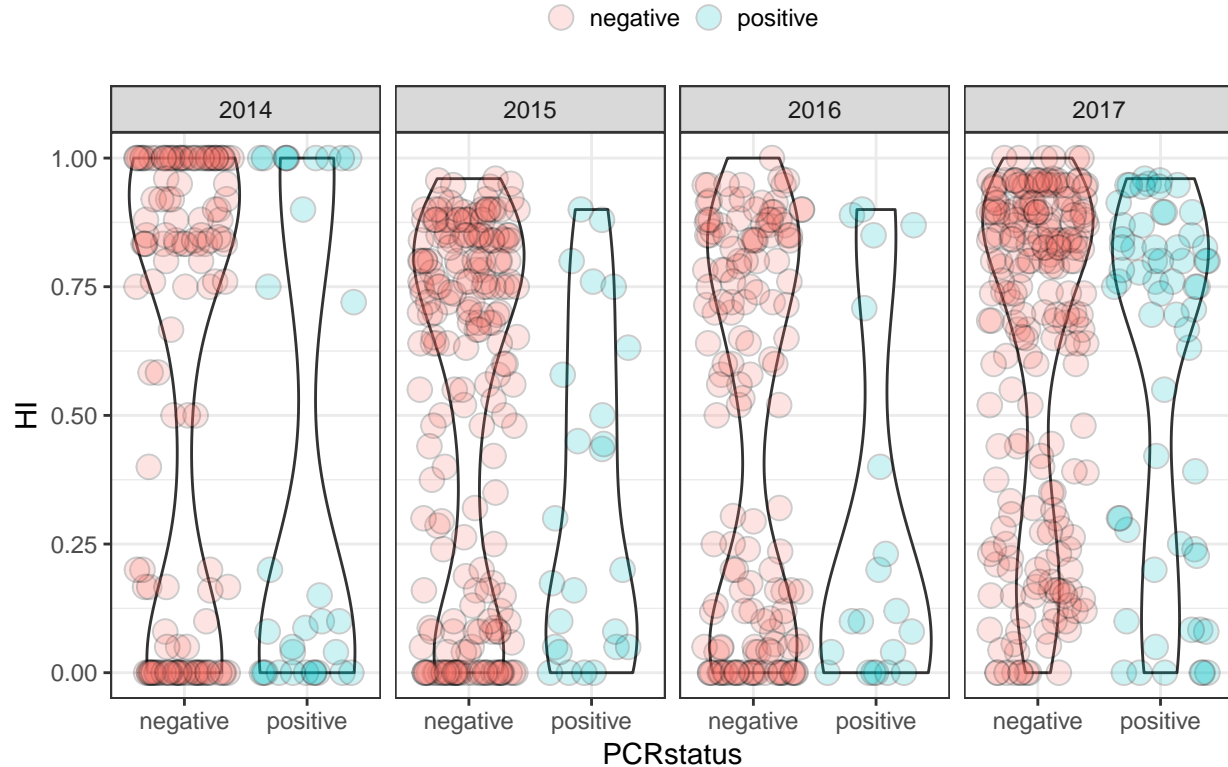 negative positive
2014 2015 2016 2017
1.00
0.75
0.50
0.25
0.00
HI
negative positive negative positive negative positive negative positive
PCRstatus